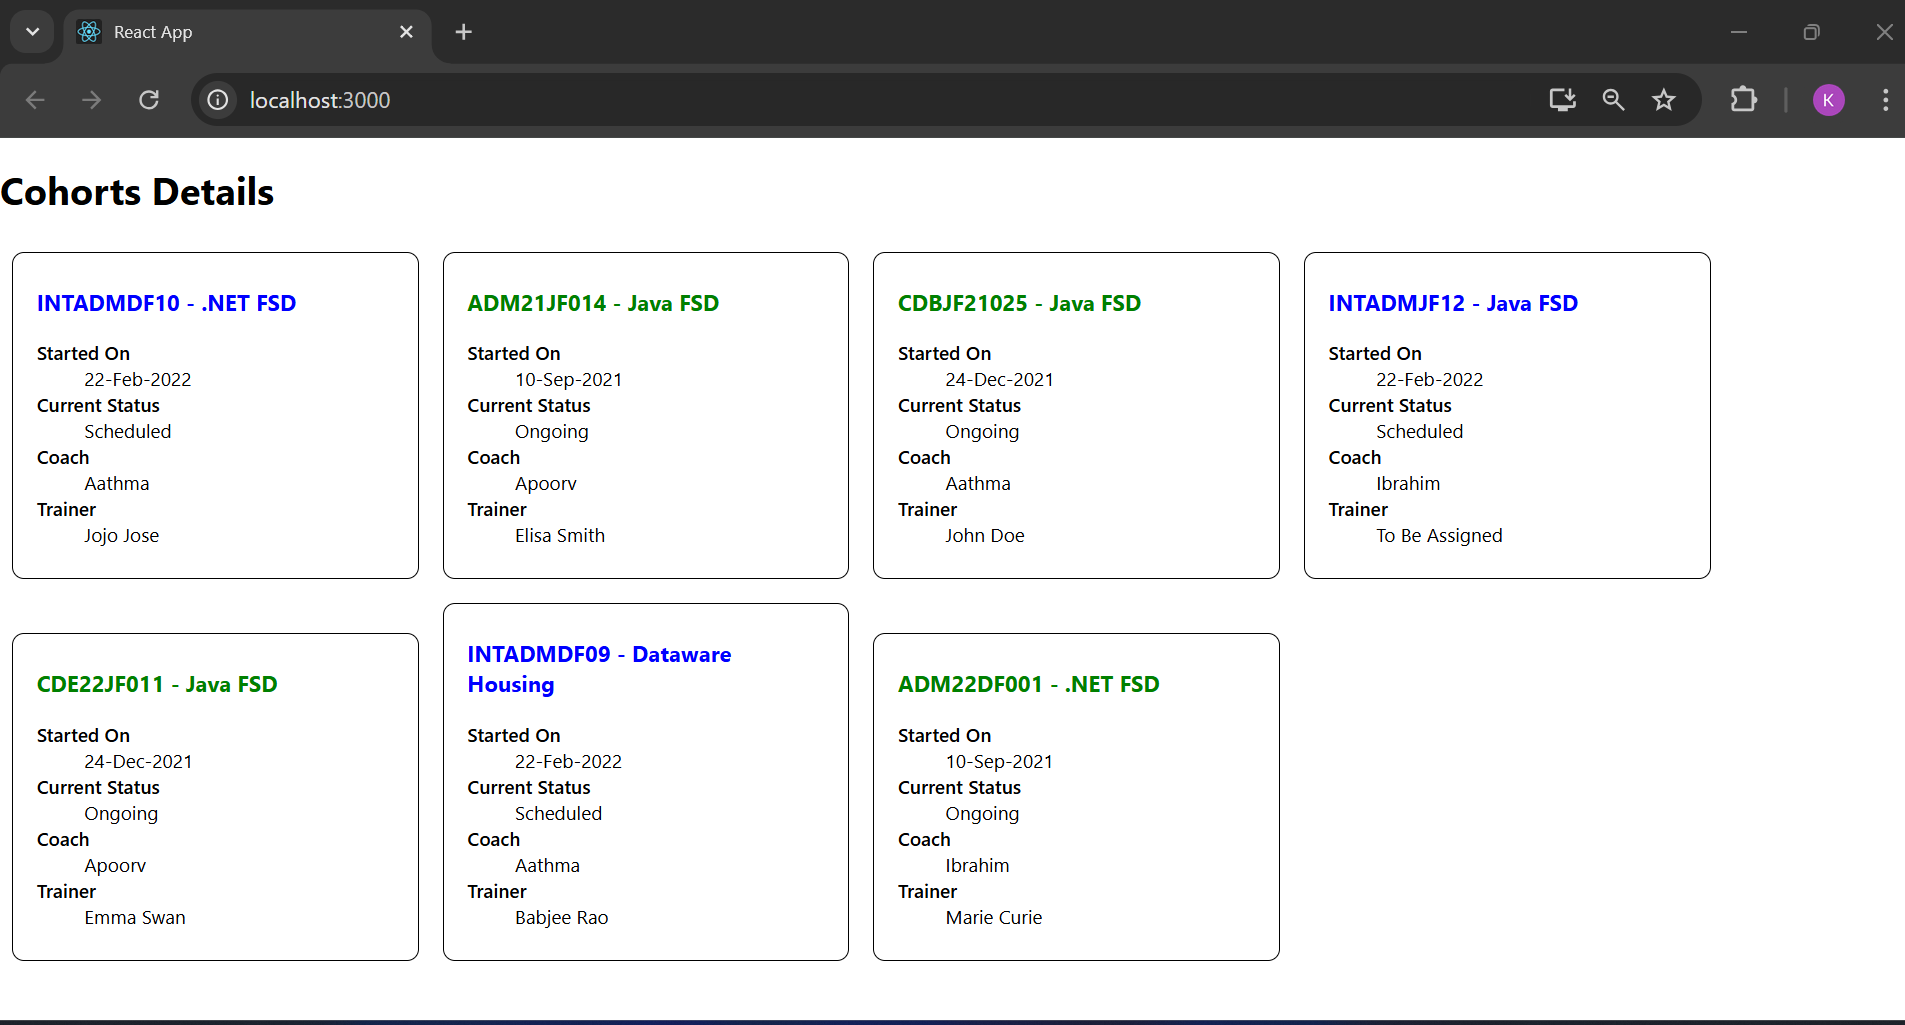 React App
localhost:3000
K
Cohorts Details
INTADMDF10 - .NET FSD
Started On
22-Feb-2022
Current Status
Scheduled
Coach
Aathma
Trainer
Jojo Jose
ADM21JF014 - Java FSD
Started On
10-Sep-2021
Current Status
Ongoing
Coach
Apoorv
Trainer
Elisa Smith
CDBJF21025 - Java FSD
Started On
24-Dec-2021
Current Status
Ongoing
Coach
Aathma
Trainer
John Doe
INTADMJF12 - Java FSD
Started On
22-Feb-2022
Current Status
Scheduled
Coach
Ibrahim
Trainer
To Be Assigned
CDE22JF011 - Java FSD
Started On
24-Dec-2021
Current Status
Ongoing
Coach
Apoorv
Trainer
Emma Swan
INTADMDF09 - Dataware
Housing
Started On
22-Feb-2022
Current Status
Scheduled
Coach
Aathma
Trainer
Babjee Rao
ADM22DF001 - .NET FSD
Started On
10-Sep-2021
Current Status
Ongoing
Coach
Ibrahim
Trainer
Marie Curie